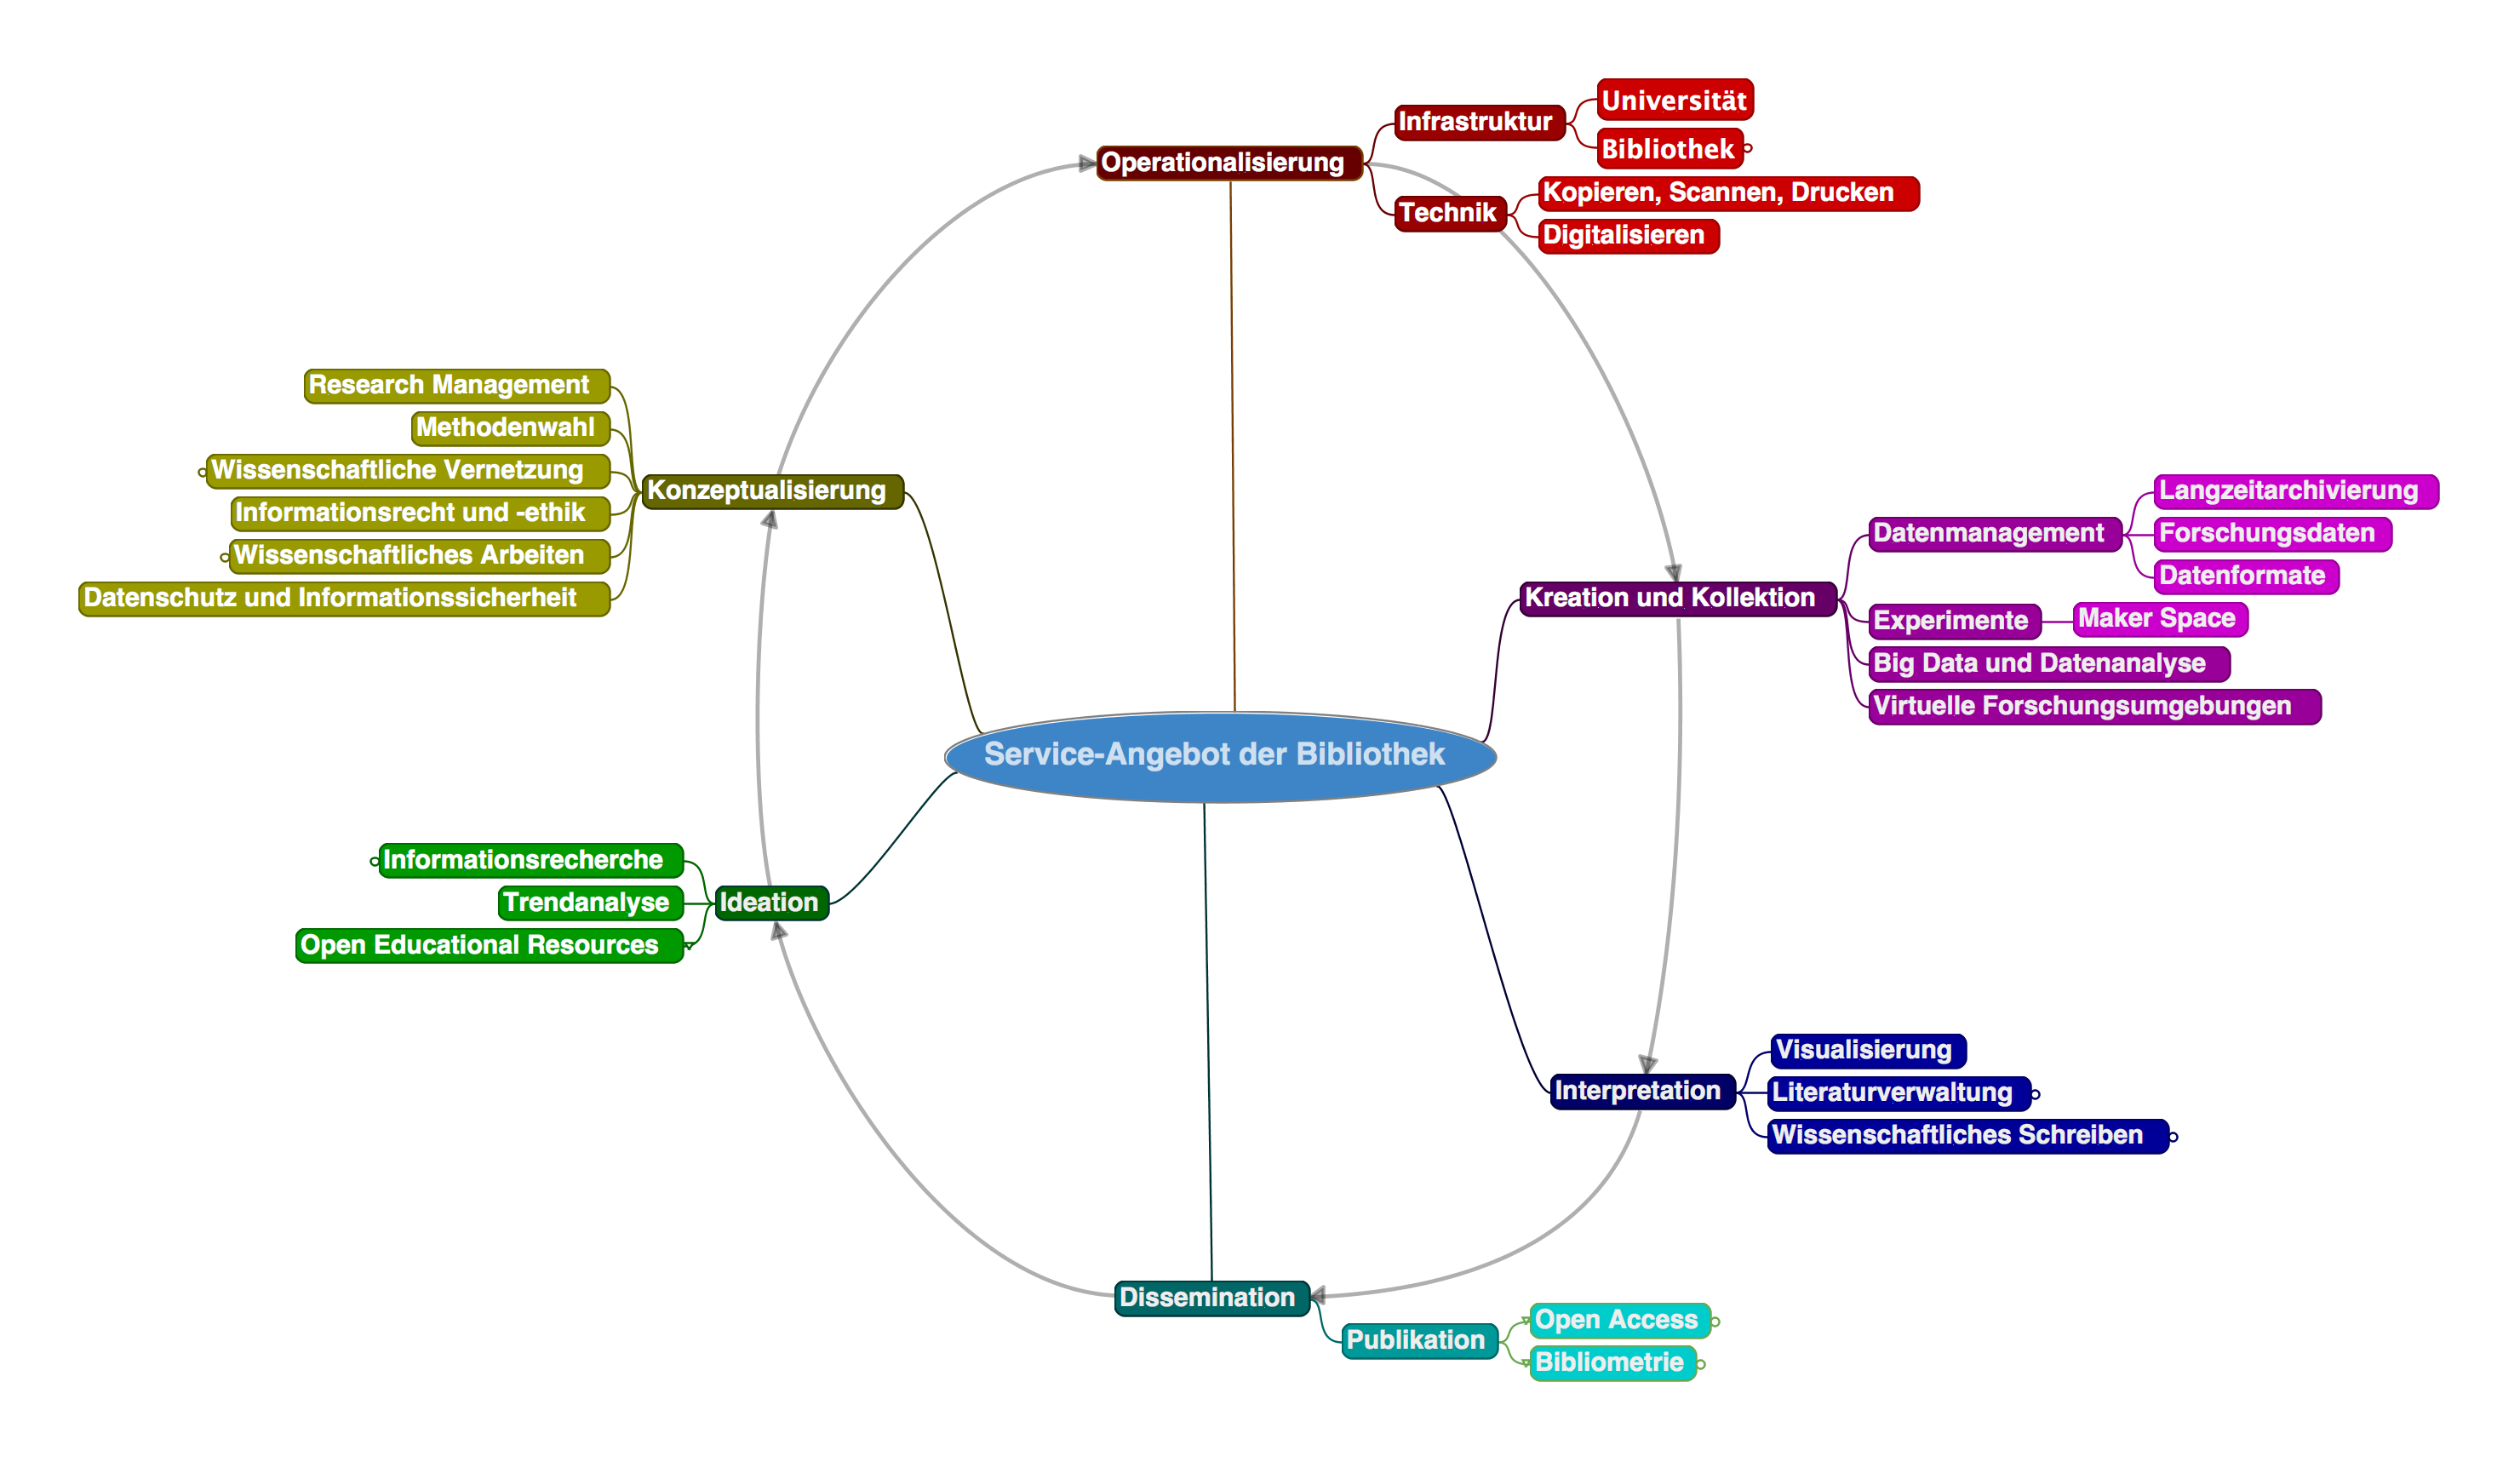 Universität
Infrastruktur
Bibliothek
Operationalisierung
Kopieren, Scannen, Drucken
Technik
Digitalisieren
Research Management
Methodenwahl
Wissenschaftliche Vernetzung
Konzeptualisierung
Informationsrecht und -ethik
Wissenschaftliches Arbeiten
Datenschutz und Informationssicherheit
Langzeitarchivierung
Datenmanagement
Forschungsdaten
Datenformate
Kreation und Kollektion
Experimente
Maker Space
Big Data und Datenanalyse
Virtuelle Forschungsumgebungen
Service-Angebot der Bibliothek
Informationsrecherche
Trendanalyse
Ideation
Open Educational Resources
Visualisierung
Interpretation
Literaturverwaltung
Wissenschaftliches Schreiben
Dissemination
Open Access
Publikation
Bibliometrie